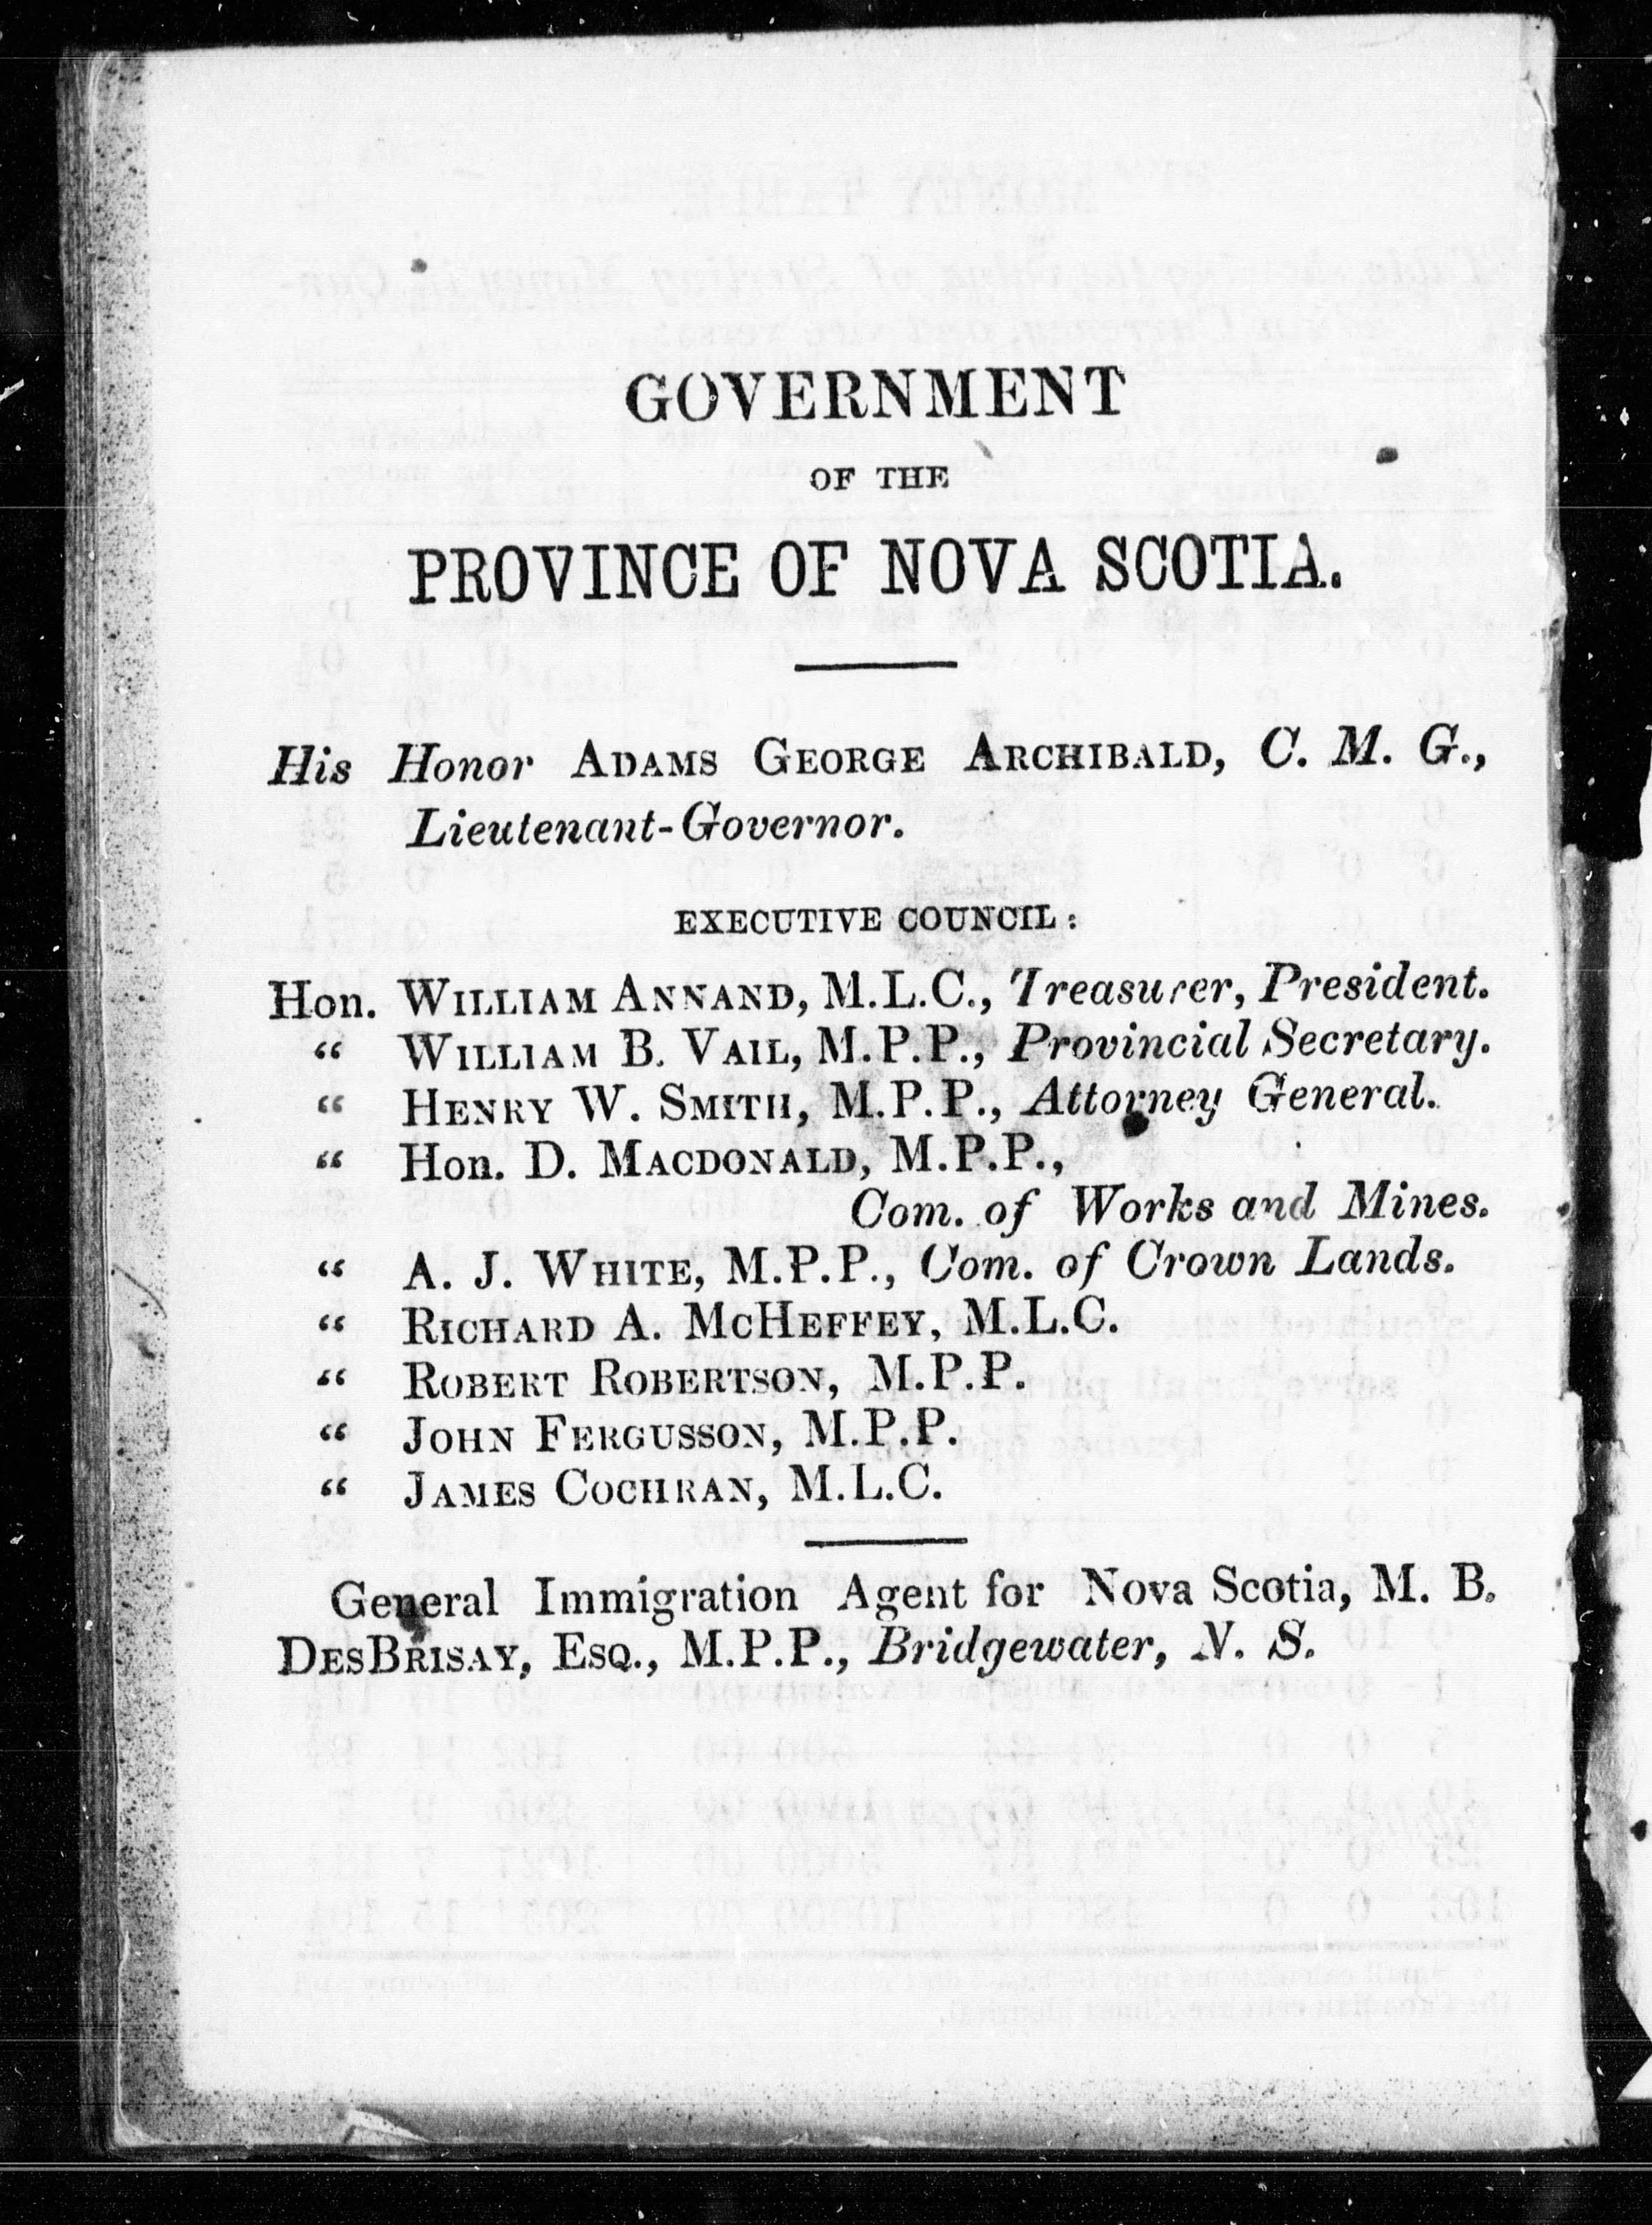 GOVERNMENT
OF THE
PROVINCE OF NOVA SCOTIA.
His Honor ADAMS GEORGE ARCHIBALD, C. M. G.,
Lieutenant-Governor.
EXECUTIVE COUNCIL:
Hon. WILLIAM ANNAND, M.L.C., Treasurer, President.
“ WILLIAM B. VAIL, M.P.P., Provincial Secretary.
“ HENRY W. SMITH, M.P.P., Attorney General.
“ Hon. D. MACDONALD, M.P.P.,
Com. of Works and Mines.
“ A. J. WHITE, M.P.P., Com. of Crown Lands.
“ RICHARD A. MCHEFFEY, M.L.C.
“ ROBERT ROBERTSON, M.P.P.
“ JOHN FERGUSSON, M.P.P.
“ JAMES COCHRAN, M.L.C.
General Immigration Agent for Nova Scotia, M. B.
DESBRISAY, ESQ., M.P.P., Bridgewater, N. S.